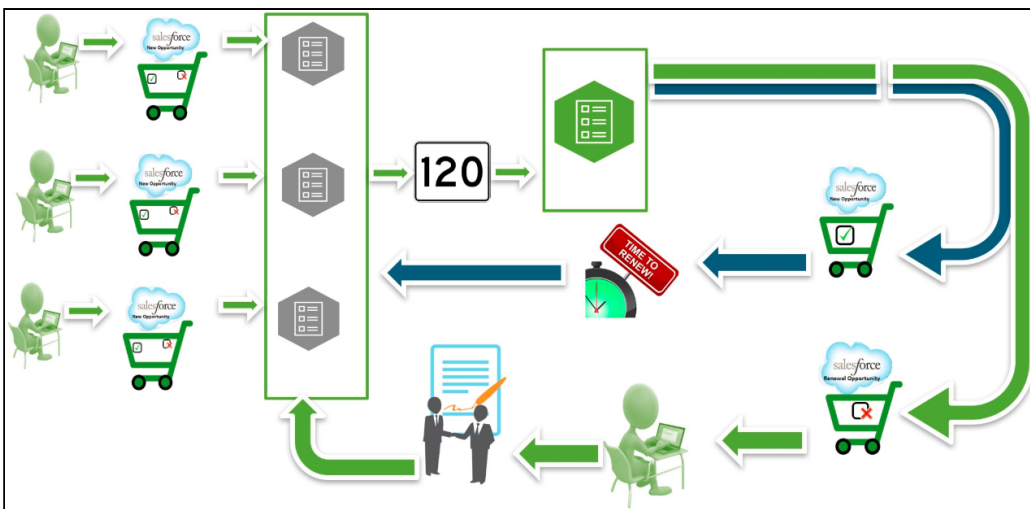 salesforce
New Opportunity
salesforce
New Opportunity
120
salesforce
New Opportunity
TIME TO
RENEW!
salesforce
New Opportunity
salesforce
Renewal Opportunity